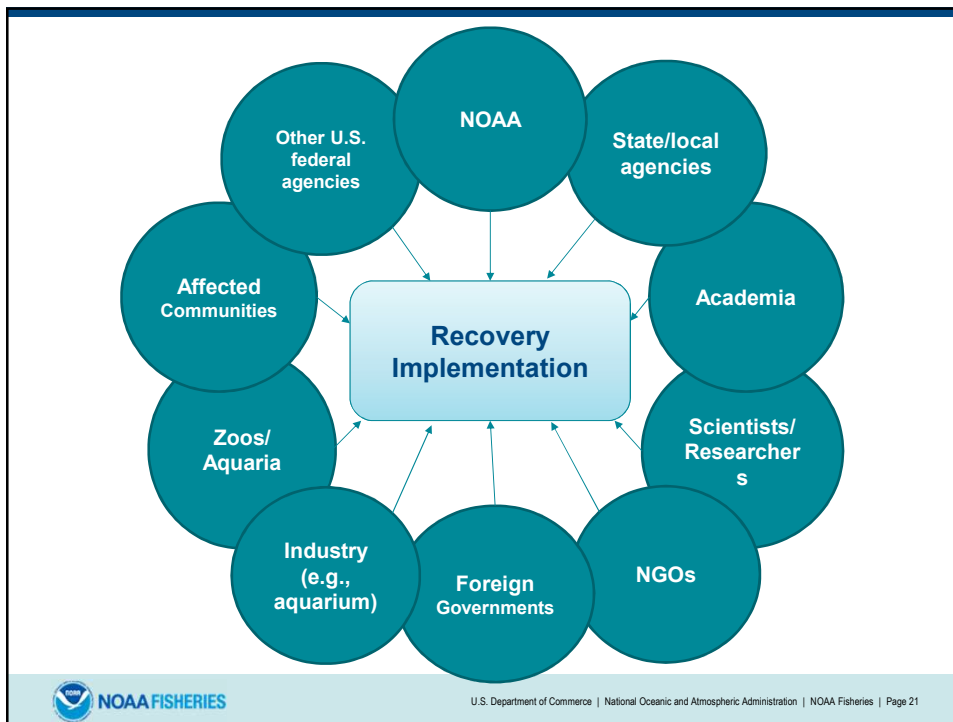 NOAA
State/local
agencies
Academia
Scientists/
Researcher
s
NGOs
Foreign
Governments
Industry
(e.g.,
aquarium)
Zoos/
Aquaria
Affected
Communities
Other U.S.
federal
agencies
Recovery
Implementation
NOAA
NOAA FISHERIES
U.S. Department of Commerce | National Oceanic and Atmospheric Administration | NOAA Fisheries | Page 21